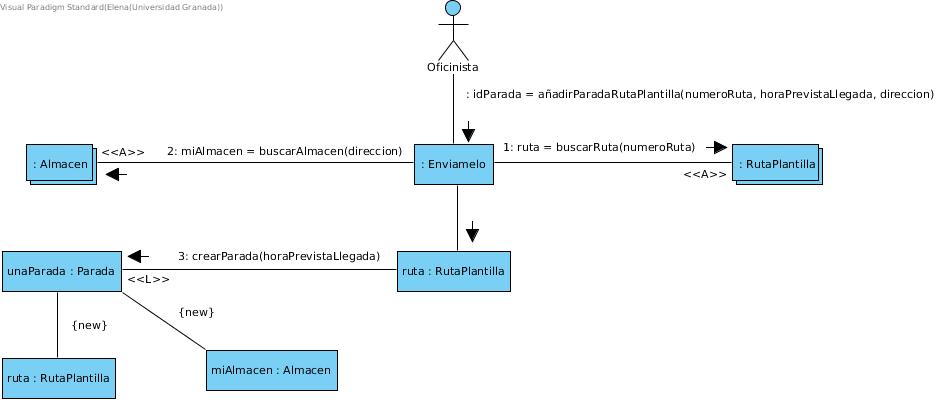 Visual Paradigm Standard(Elena(Universidad Granada))
Oficinista
: idParada = añadirParadaRutaPlantilla(numeroRuta, horaPrevistaLlegada, direccion)
: Almacen
<<A>>
2: miAlmacen = buscarAlmacen(direccion)
: Enviamelo
1: ruta = buscarRuta(numeroRuta)
<<A>>
: RutaPlantilla
unaParada : Parada
3: crearParada(horaPrevistaLlegada)
<<L>>
ruta : RutaPlantilla
{new}
{new}
ruta : RutaPlantilla
miAlmacen : Almacen